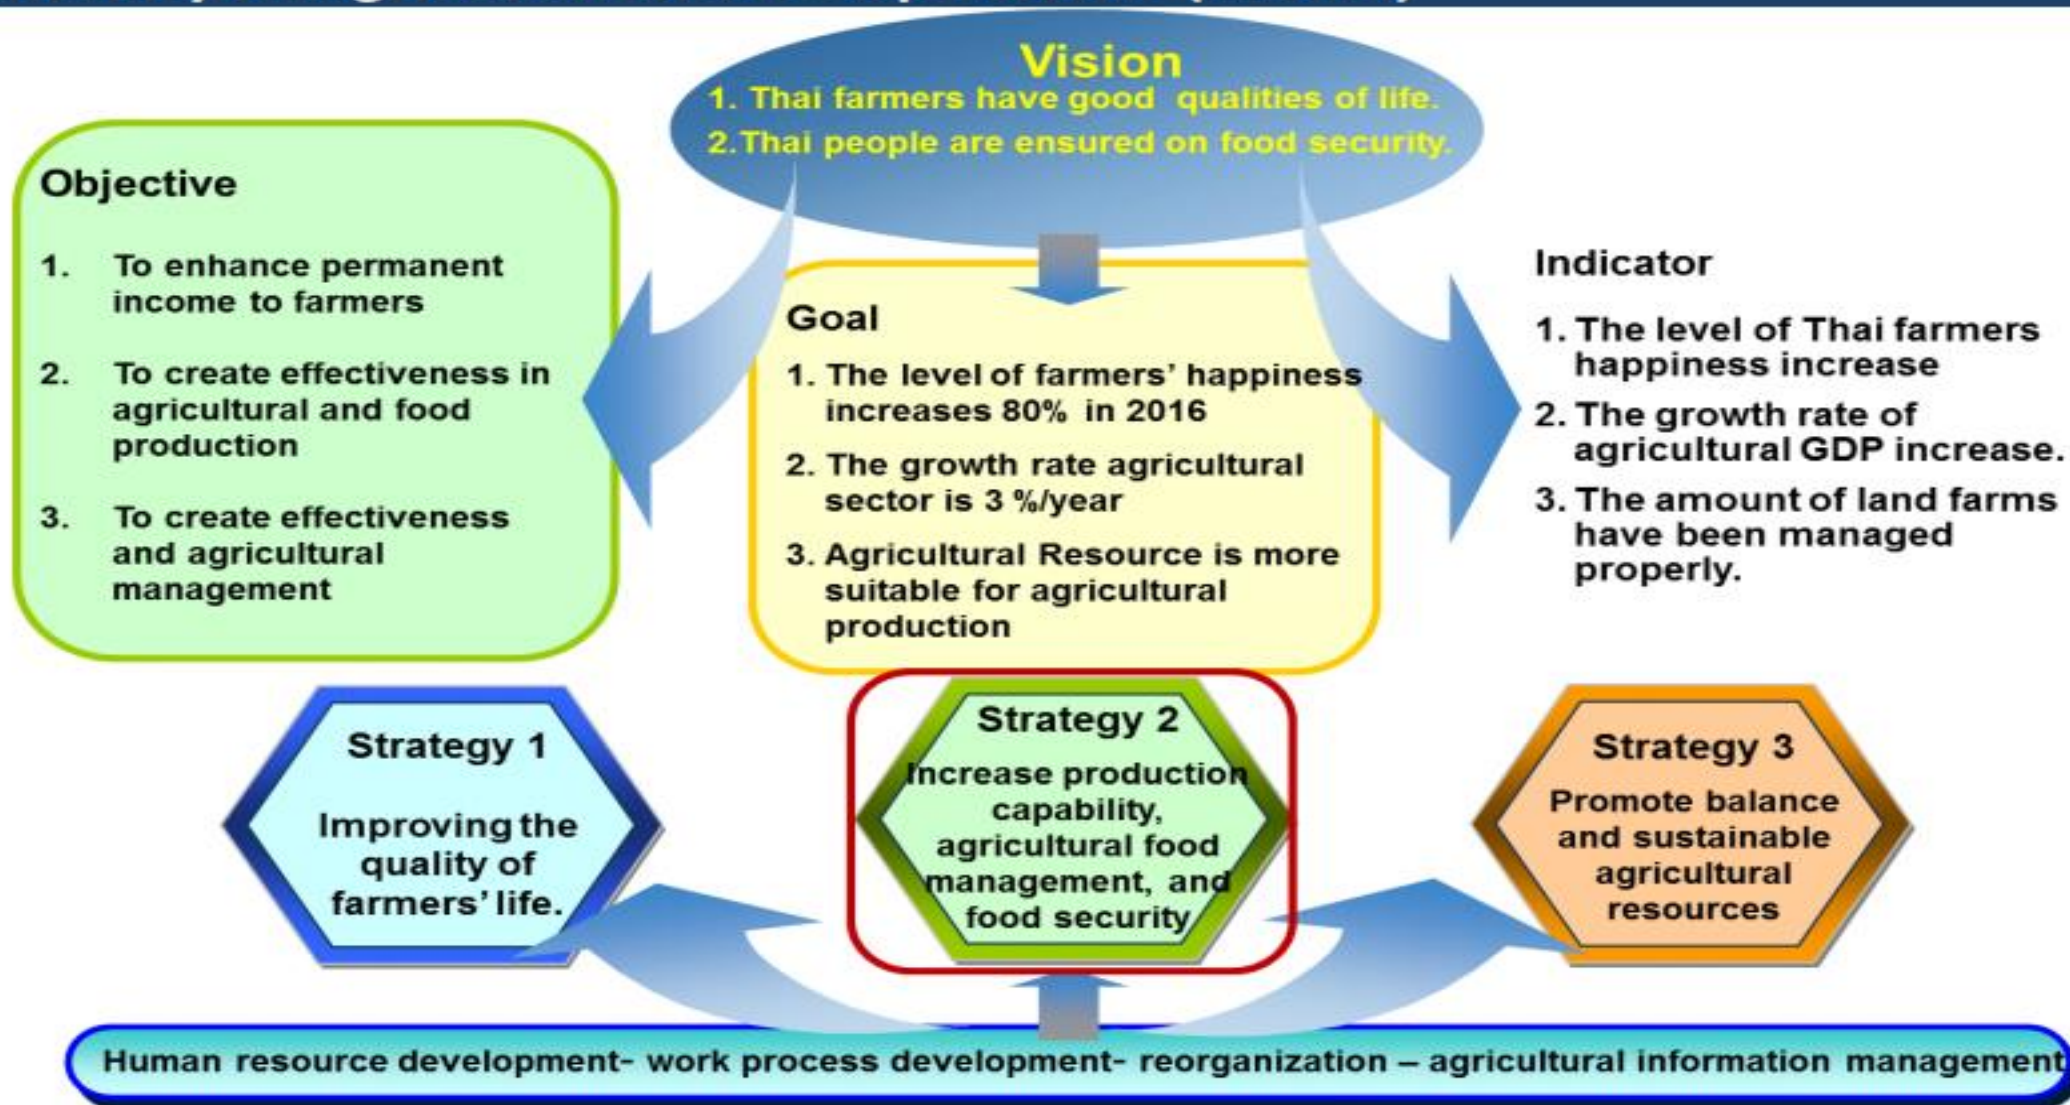 Vision
1. Thai farmers have good qualities of life.
2.Thai people are ensured on food security.
Objective
1. To enhance permanent
income to farmers
2. To create effectiveness in
agricultural and food
production
3. To create effectiveness
and agricultural
management
Goal
1. The level of farmers' happiness
increases 80% in 2016
2. The growth rate agricultural
sector is 3 %/year
3. Agricultural Resource is more
suitable for agricultural
production
Indicator
1. The level of Thai farmers
happiness increase
2. The growth rate of
agricultural GDP increase.
3. The amount of land farms
have been managed
properly.
Strategy 1
Improving the
quality of
farmers' life.
Strategy 2
Increase production
capability,
agricultural food
management, and
food security
Strategy 3
Promote balance
and sustainable
agricultural
resources
Human resource development- work process development- reorganization – agricultural information management